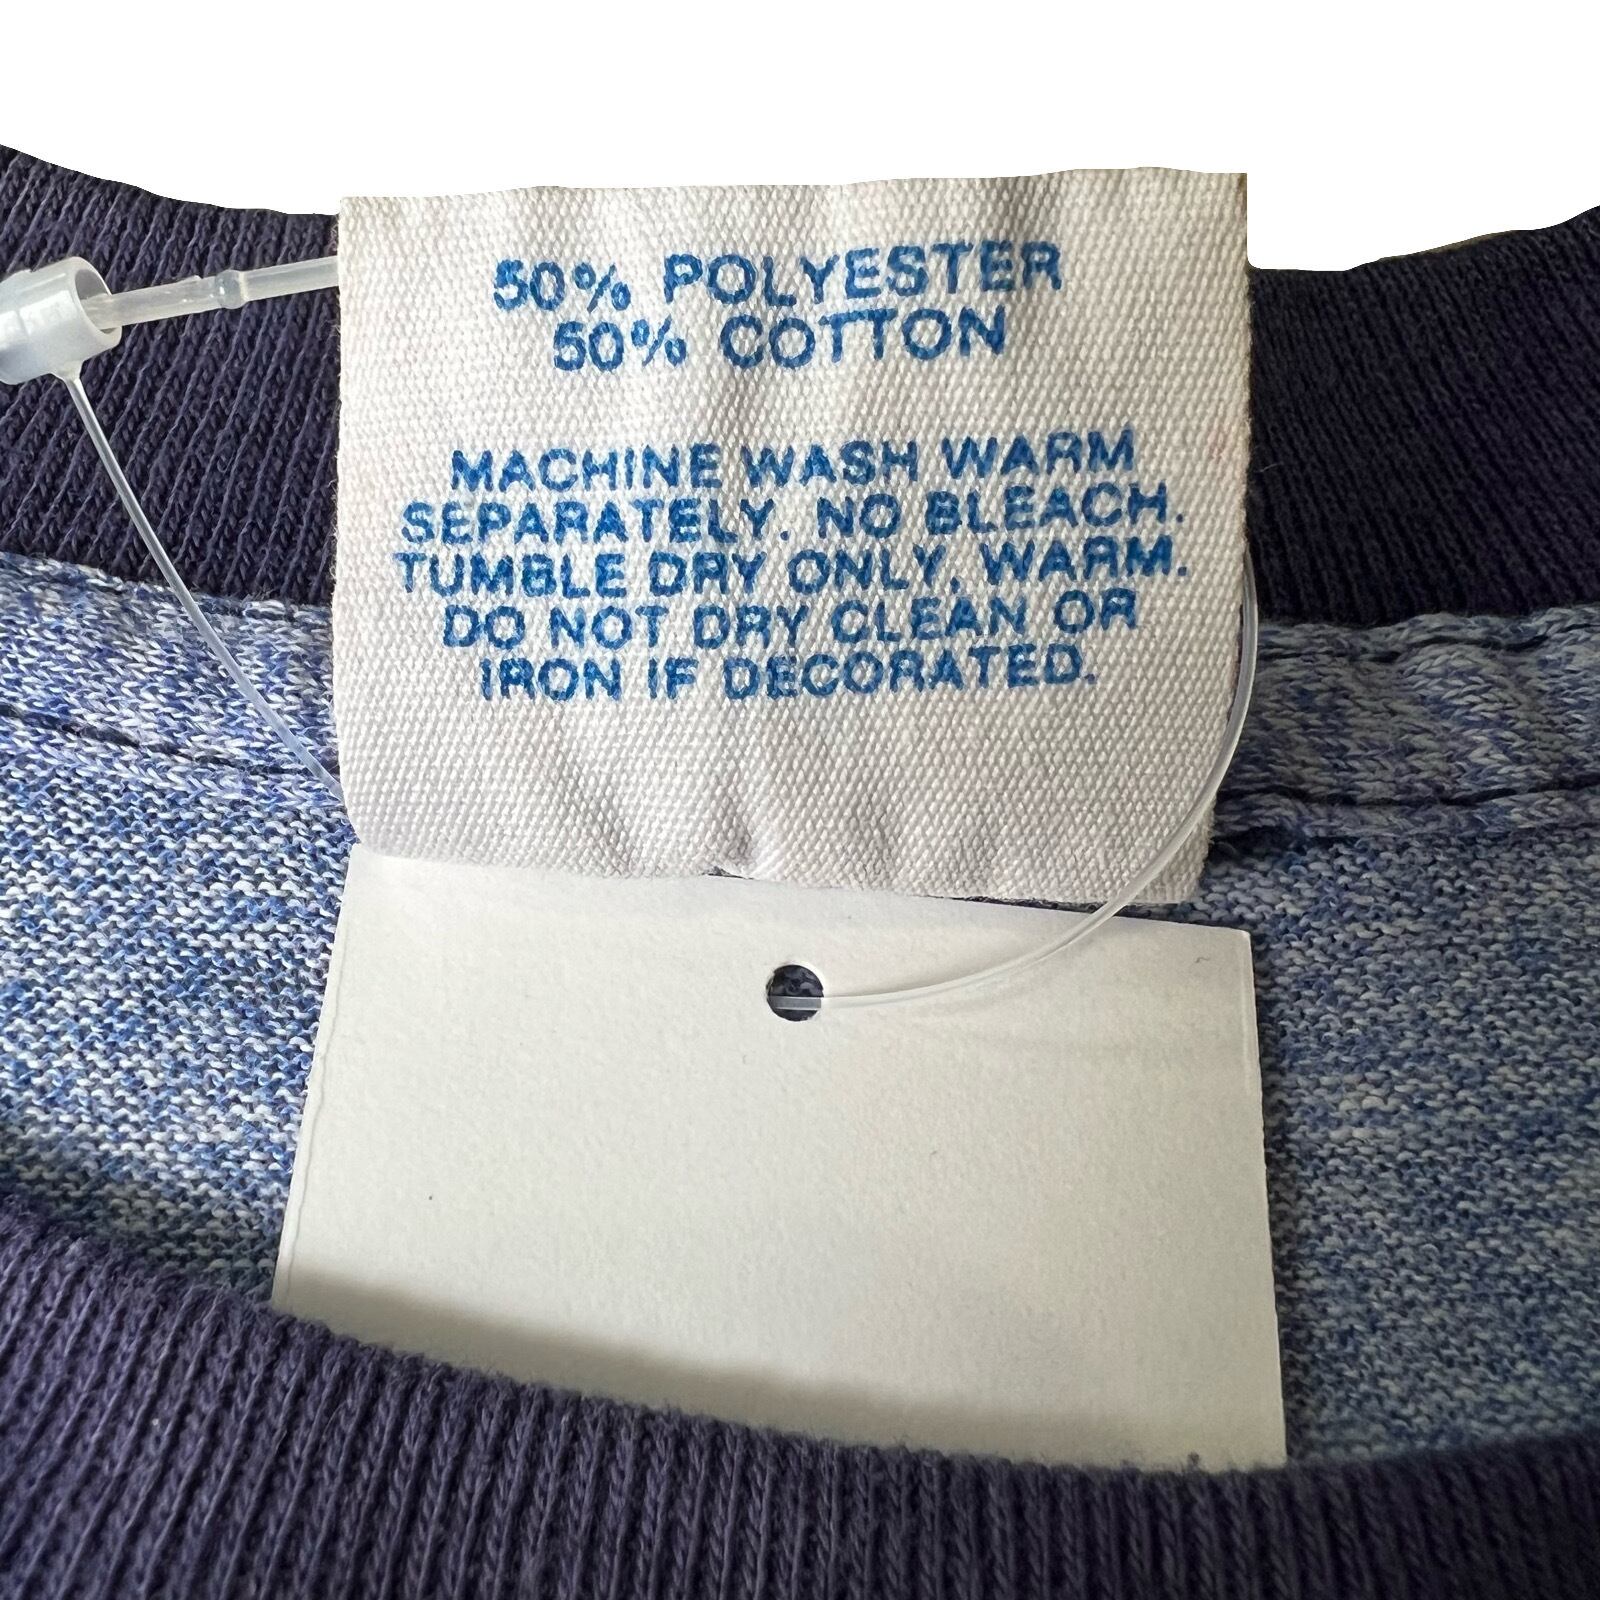 50% POLYESTER
50% COTTON
MACHINE WASH WARM
SEPARATELY. NO BLEACH.
TUMBLE DRY ONLY, WARM.
DO NOT DRY CLEAN OR
IRON IF DECORATED.